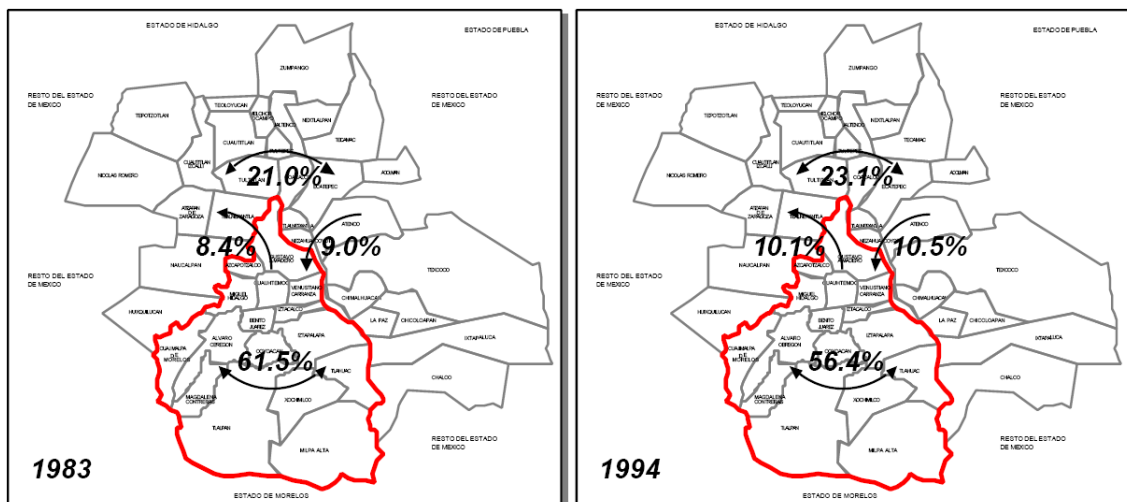 ESTADO DE HIDALGO
ESTADO DE PUEBLA
ZUMPANGO
RESTO DEL ESTADO
DE MEXICO
RESTO DEL ESTADO
DE MEXICO
TEPOTZOTLAN
TEOLOYUCAN
NEXTLALPAN
TECAMAC
CUAUTITLAN
CUAUTITLAN
IZCALLI
NICOLAS ROMERO
TULTITLAN
ECATEPEC
ACOLMAN
21.0%
ATIZAPAN
DE
ZARAGOZA
ATENCO
8.4%
9.0%
NAUCALPAN
AZCAPOTZALCO
TEXCOCO
RESTO DEL ESTADO
DE MEXICO
CUAUHTEMOC
VENUSTIANO
CARRANZA
MIGUEL
HIDALGO
CHIMALHUACAN
HUIXQUILUCAN
IZTACALCO
LA PAZ
CHICOLOAPAN
BENITO
JUAREZ
IZTAPALAPA
IXTAPALUCA
ALVARO
OBREGON
CUAJIMALPA
DE
MORELOS
61.5%
TLAHUAC
CHALCO
MAGDALENA
CONTRERAS
XOCHIMILCO
TLALPAN
MILPA ALTA
RESTO DEL ESTADO
DE MEXICO
1983
ESTADO DE MORELOS
ESTADO DE HIDALGO
ESTADO DE PUEBLA
ZUMPANGO
RESTO DEL ESTADO
DE MEXICO
RESTO DEL ESTADO
DE MEXICO
TEPOTZOTLAN
TEOLOYUCAN
NEXTLALPAN
TECAMAC
CUAUTITLAN
CUAUTITLAN
IZCALLI
NICOLAS ROMERO
TULTITLAN
ECATEPEC
ACOLMAN
23.1%
ATIZAPAN
DE
ZARAGOZA
ATENCO
10.1%
10.5%
NAUCALPAN
AZCAPOTZALCO
TEXCOCO
RESTO DEL ESTADO
DE MEXICO
CUAUHTEMOC
VENUSTIANO
CARRANZA
MIGUEL
HIDALGO
CHIMALHUACAN
HUIXQUILUCAN
IZTACALCO
LA PAZ
CHICOLOAPAN
BENITO
JUAREZ
IZTAPALAPA
IXTAPALUCA
ALVARO
OBREGON
CUAJIMALPA
DE
MORELOS
56.4%
TLAHUAC
CHALCO
MAGDALENA
CONTRERAS
XOCHIMILCO
TLALPAN
MILPA ALTA
RESTO DEL ESTADO
DE MEXICO
1994
ESTADO DE MORELOS